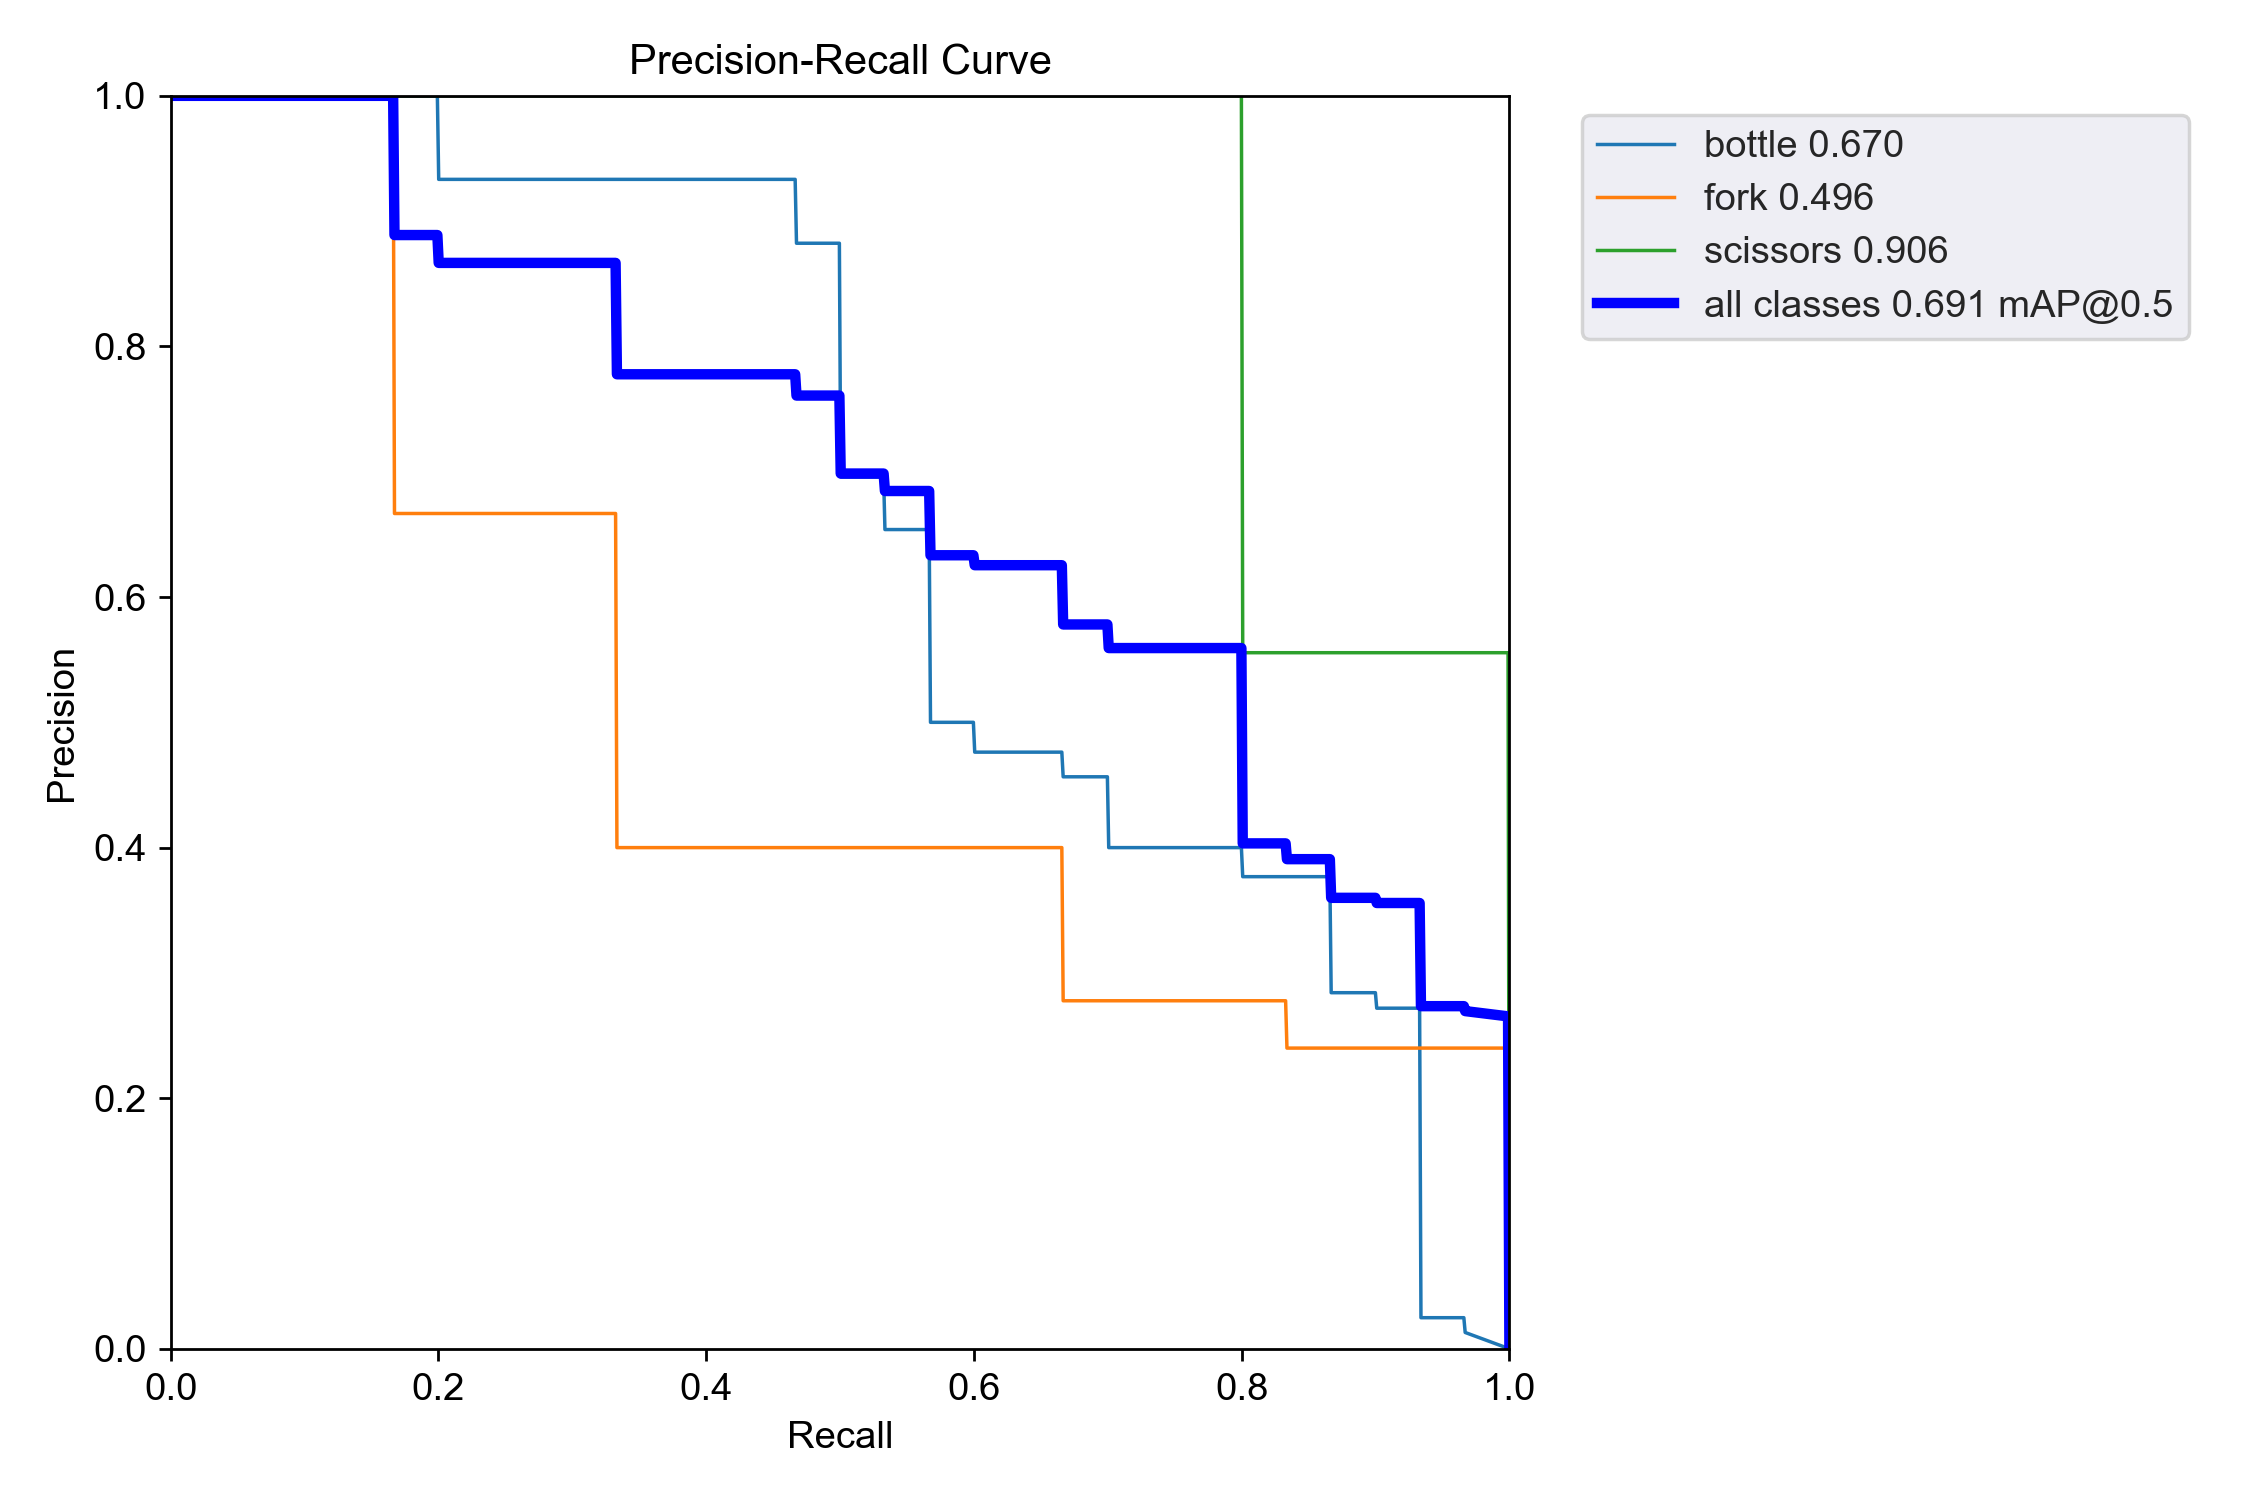 Precision-Recall Curve
1.0
0.8
0.6
0.4
0.2
0.0
Precision
0.0 0.2 0.4 0.6 0.8 1.0
Recall
bottle 0.670
fork 0.496
scissors 0.906
all classes 0.691 mAP@0.5